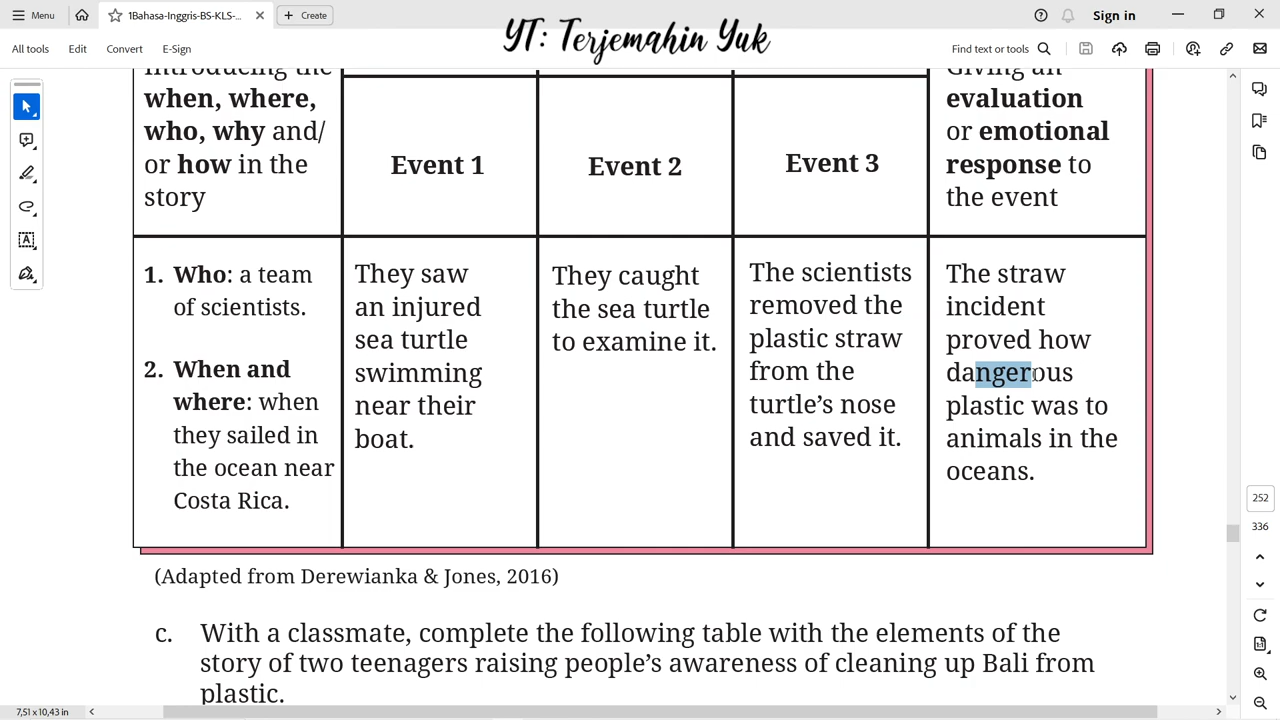 Menu
1Bahasa-Inggris-BS-KLS-...
Create
Sign in
All tools
Edit
Convert
E-Sign
YT: Terjemahin Yuk
Find text or tools
Introducing the
when, where,
who, why and/
or how in the
story
Event 1
Event 2
Event 3
Giving an
evaluation
or emotional
response to
the event
1. Who: a team
of scientists.
2. When and
where: when
they sailed in
the ocean near
Costa Rica.
They saw
an injured
sea turtle
swimming
near their
boat.
They caught
the sea turtle
to examine it.
The scientists
removed the
plastic straw
from the
turtle’s nose
and saved it.
The straw
incident
proved how
dangerous
plastic was to
animals in the
oceans.
(Adapted from Derewianka & Jones, 2016)
c. With a classmate, complete the following table with the elements of the
story of two teenagers raising people’s awareness of cleaning up Bali from
plastic.
252
336
7,51 x 10,43 in